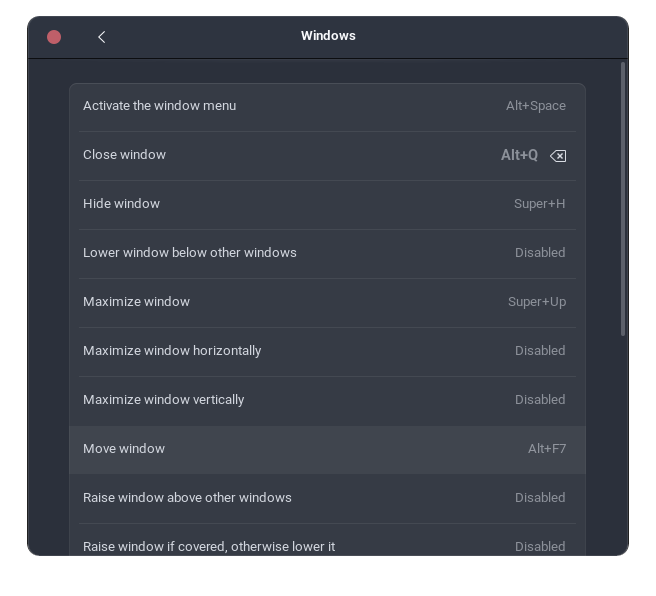 Windows
Activate the window menu Alt+Space
Close window Alt+Q
Hide window Super+H
Lower window below other windows Disabled
Maximize window Super+Up
Maximize window horizontally Disabled
Maximize window vertically Disabled
Move window Alt+F7
Raise window above other windows Disabled
Raise window if covered, otherwise lower it Disabled